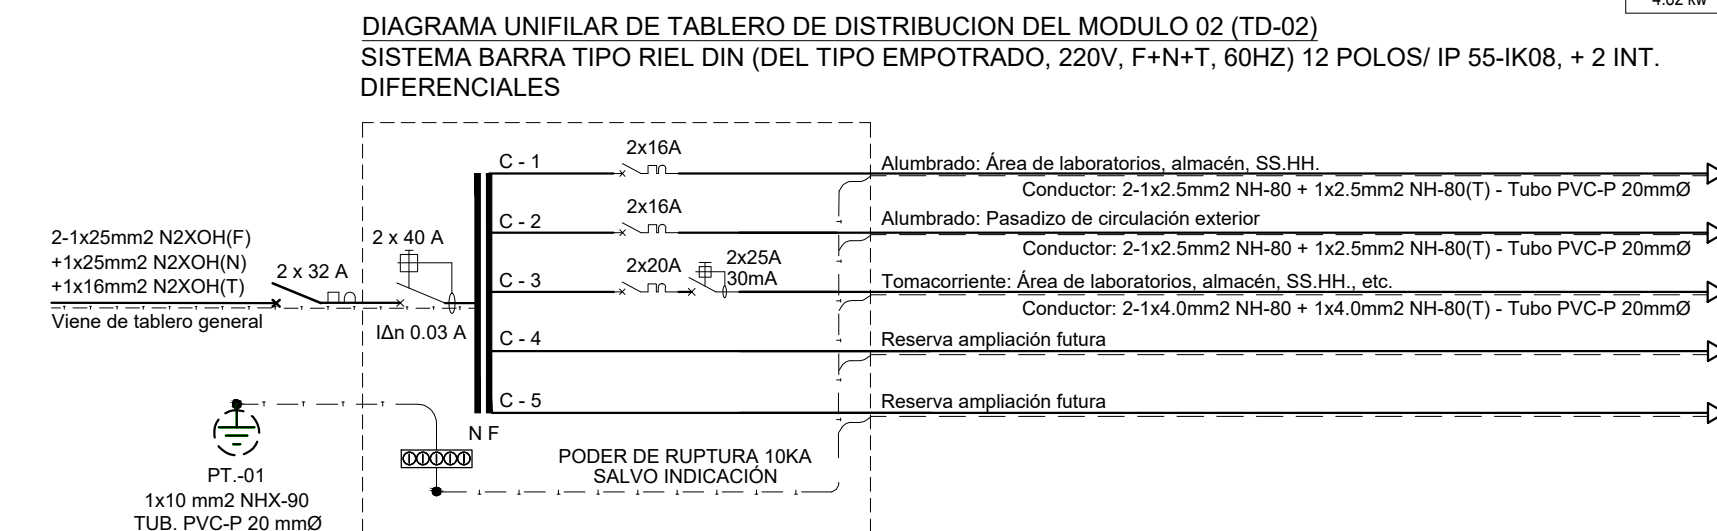 4.02 kw
DIAGRAMA UNIFILAR DE TABLERO DE DISTRIBUCION DEL MODULO 02 (TD-02)
SISTEMA BARRA TIPO RIEL DIN (DEL TIPO EMPOTRADO, 220V, F+N+T, 60HZ) 12 POLOS/ IP 55-IK08, + 2 INT.
DIFERENCIALES
2-1x25mm2 N2XOH(F)
+1x25mm2 N2XOH(N)
+1x16mm2 N2XOH(T)
Viene de tablero general
2 x 32 A
2 x 40 A
IΔn 0.03 A
C - 1
2x16A
Alumbrado: Área de laboratorios, almacén, SS.HH.
Conductor: 2-1x2.5mm2 NH-80 + 1x2.5mm2 NH-80(T) - Tubo PVC-P 20mmØ
C - 2
2x16A
Alumbrado: Pasadizo de circulación exterior
Conductor: 2-1x2.5mm2 NH-80 + 1x2.5mm2 NH-80(T) - Tubo PVC-P 20mmØ
C - 3
2x20A
2x25A
30mA
Tomacorriente: Área de laboratorios, almacén, SS.HH., etc.
Conductor: 2-1x4.0mm2 NH-80 + 1x4.0mm2 NH-80(T) - Tubo PVC-P 20mmØ
C - 4
Reserva ampliación futura
C - 5
Reserva ampliación futura
N F
PODER DE RUPTURA 10KA
SALVO INDICACIÓN
PT.-01
1x10 mm2 NHX-90
TUB. PVC-P 20 mmØ